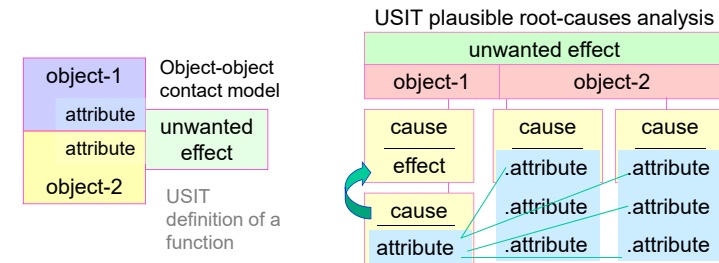 USIT plausible root-causes analysis
object-1
attribute
attribute
object-2
Object-object
contact model
unwanted
effect
USIT
definition of a
function
unwanted effect
object-1 object-2
cause cause cause
effect .attribute .attribute
cause .attribute .attribute
attribute .attribute .attribute